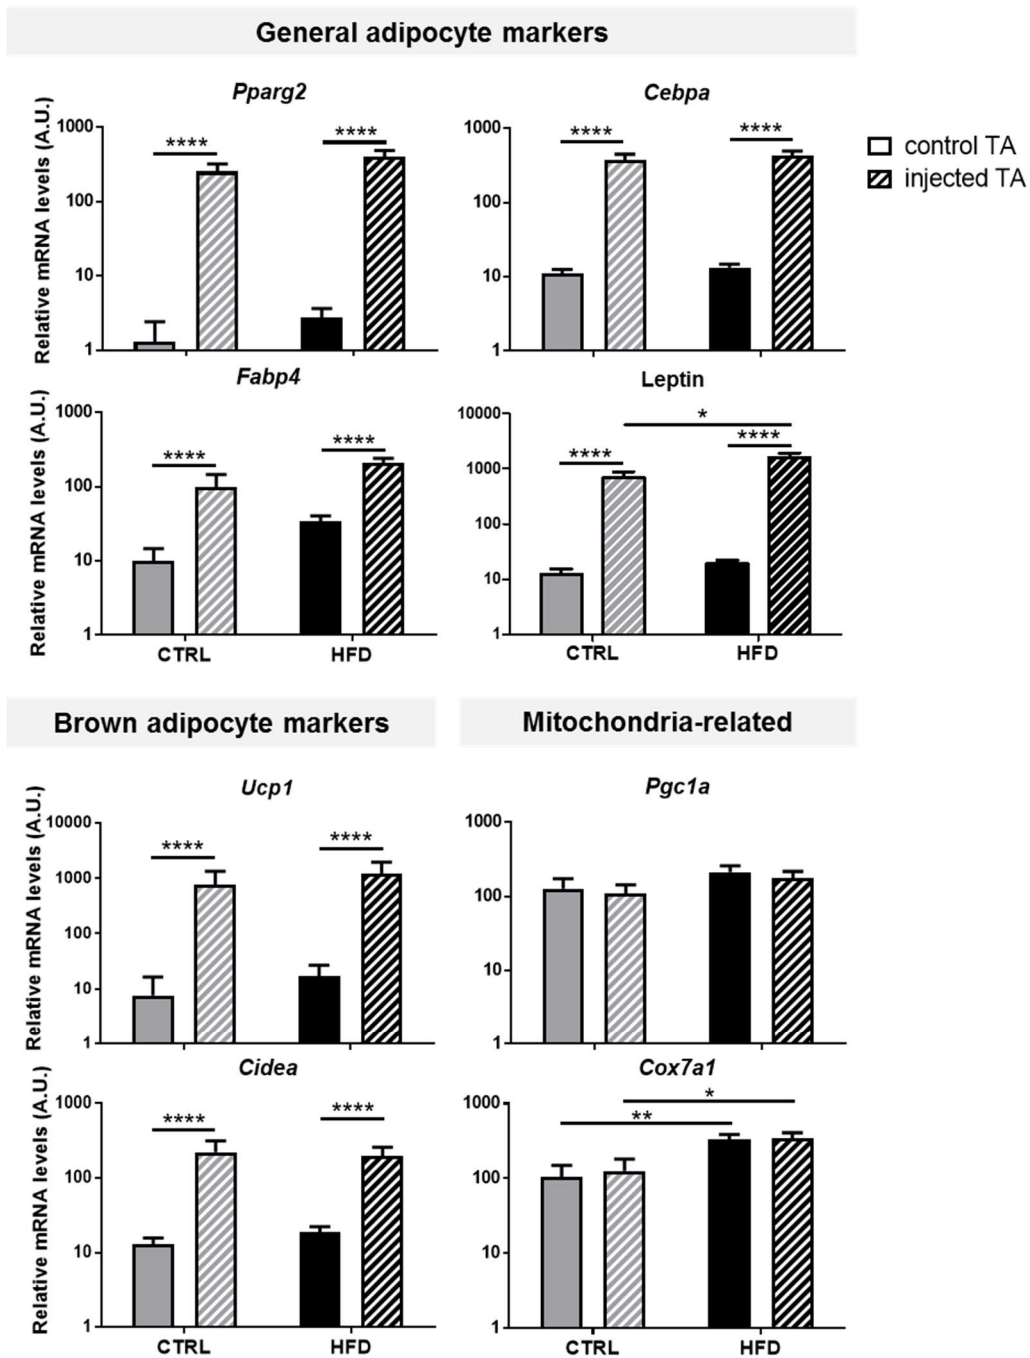 General adipocyte markers
Pparg2
Cebpa
control TA
injected TA
Relative mRNA levels (A.U.)
1000
100
10
1
****
****
1000
100
10
1
****
****
Fabp4
Leptin
Relative mRNA levels (A.U.)
1000
100
10
1
****
****
CTRL
HFD
10000
1000
100
10
1
****
*
****
CTRL
HFD
Brown adipocyte markers
Mitochondria-related
Ucp1
Pgc1a
Relative mRNA levels (A.U.)
10000
1000
100
10
1
****
****
1000
100
10
1
Cidea
Cox7a1
Relative mRNA levels (A.U.)
1000
100
10
1
****
****
CTRL
HFD
1000
100
10
1
**
*
CTRL
HFD